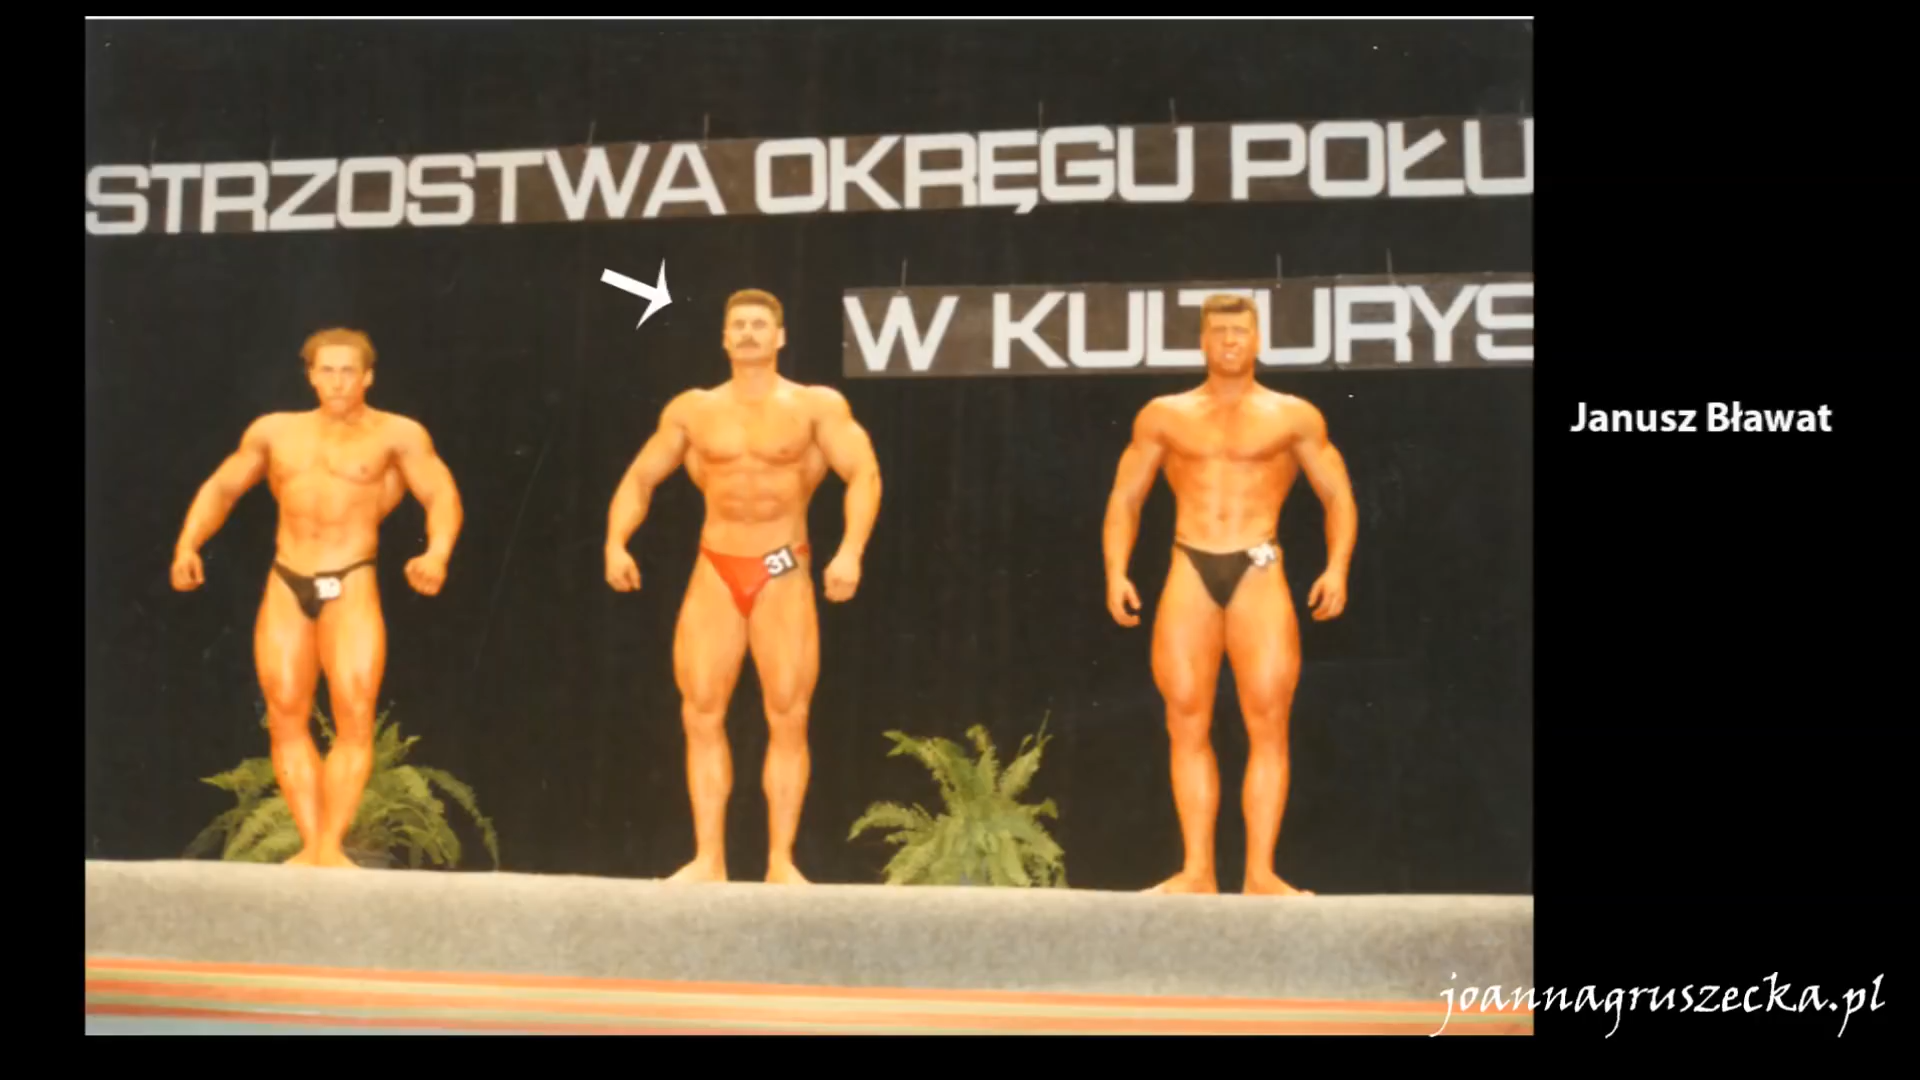 STRZOSTWA OKRĘGU POŁU
W KULTURYS
Janusz Bławat
31
joannagruszecka.pl